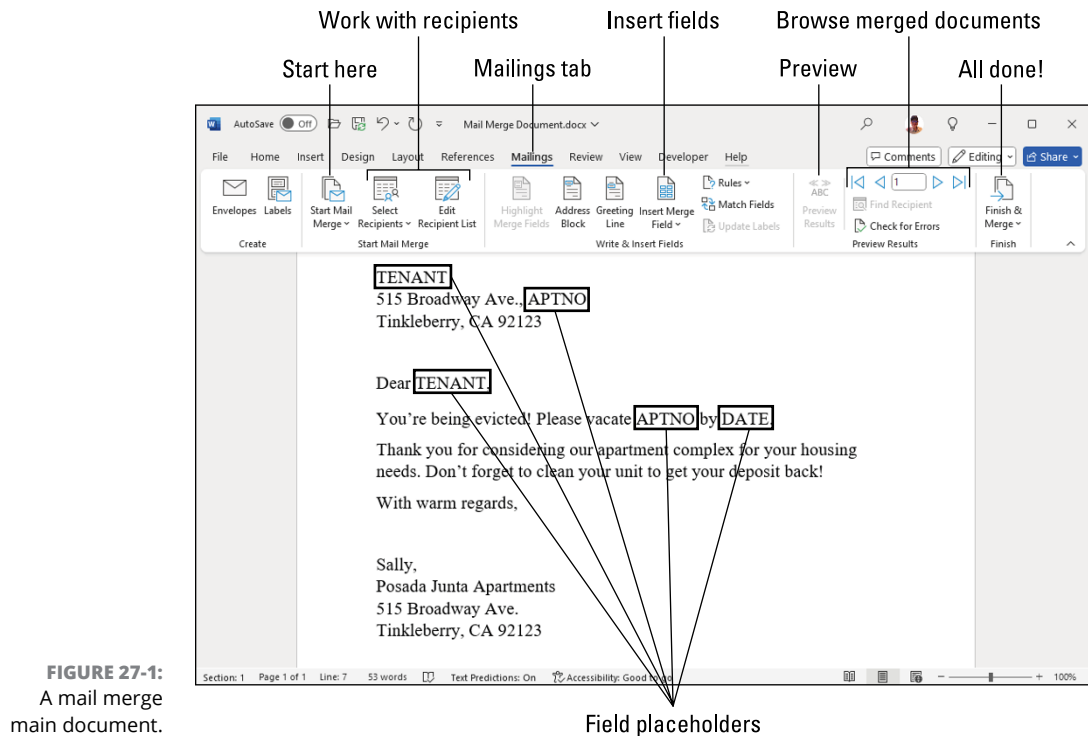 Work with recipients Insert fields Browse merged documents
Start here Mailings tab Preview All done!
W AutoSave Off Mail Merge Document.docx
File Home Insert Design Layout References Mailings Review View Developer Help Comments Editing Share
Envelopes Labels Start Mail Merge Select Recipients Edit Recipient List Highlight Merge Fields Address Block Greeting Line Insert Merge Field Rules Match Fields Update Labels ABC Preview Results 1 Find Recipient Check for Errors Finish & Merge
Create Start Mail Merge Write & Insert Fields Preview Results Finish
TENANT
515 Broadway Ave., APTNO
Tinkleberry, CA 92123
Dear TENANT,
You're being evicted! Please vacate APTNO by DATE.
Thank you for considering our apartment complex for your housing
needs. Don't forget to clean your unit to get your deposit back!
With warm regards,
Sally,
Posada Junta Apartments
515 Broadway Ave.
Tinkleberry, CA 92123
Section: 1 Page 1 of 1 Line: 7 53 words Text Predictions: On Accessibility: Good to go 100%
Field placeholders
FIGURE 27-1:
A mail merge
main document.